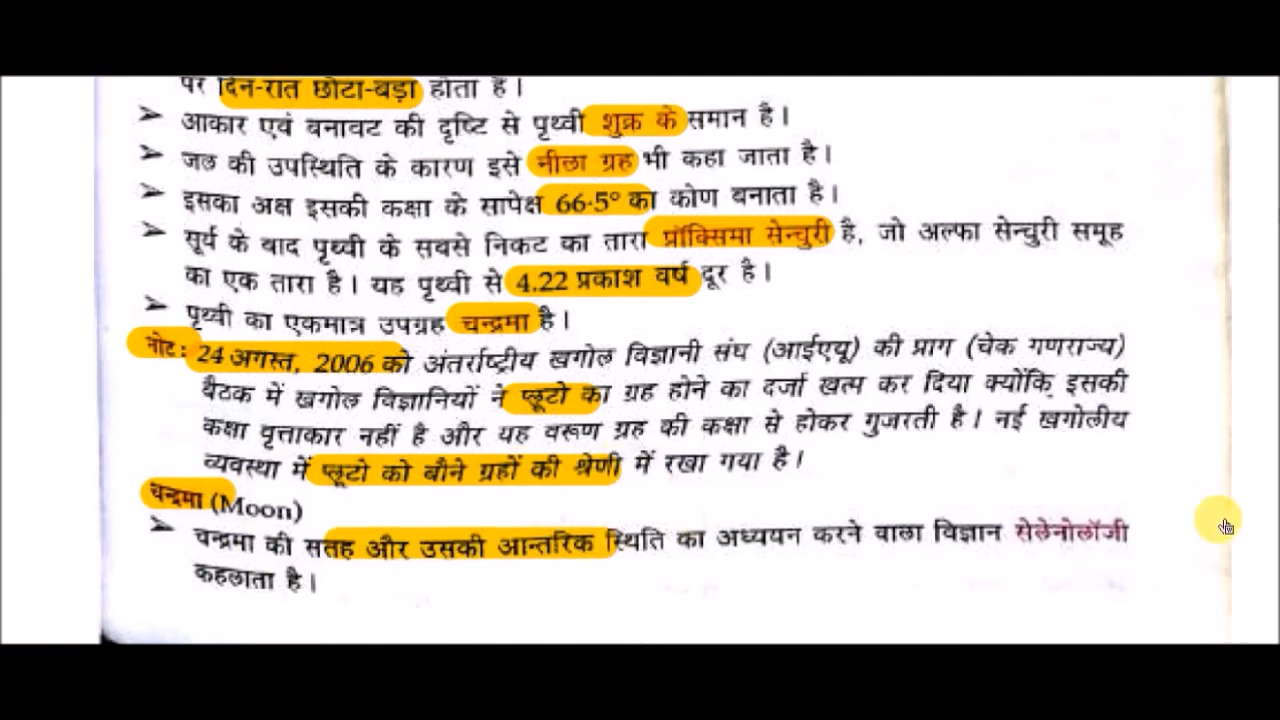 पर दिन-रात छोटा-बड़ा होता है।
➤ आकार एवं बनावट की दृष्टि से पृथ्वी शुक्र के समान है।
➤ जल की उपस्थिति के कारण इसे नीला ग्रह भी कहा जाता है।
➤ इसका अक्ष इसकी कक्षा के सापेक्ष 66·5° का कोण बनाता है।
➤ सूर्य के बाद पृथ्वी के सबसे निकट का तारा प्रॉक्सिमा सेन्चुरी है, जो अल्फा सेन्चुरी समूह
का एक तारा है। यह पृथ्वी से 4.22 प्रकाश वर्ष दूर है।
➤ पृथ्वी का एकमात्र उपग्रह चन्द्रमा है।
नोट: 24 अगस्त, 2006 को अंतर्राष्ट्रीय खगोल विज्ञानी संघ (आईएयू) की प्राग (चेक गणराज्य)
बैठक में खगोल विज्ञानियों ने प्लूटो का ग्रह होने का दर्जा खत्म कर दिया क्योंकि इसकी
कक्षा वृत्ताकार नहीं है और यह वरूण ग्रह की कक्षा से होकर गुजरती है। नई खगोलीय
व्यवस्था में प्लूटो को बौने ग्रहों की श्रेणी में रखा गया है।
चन्द्रमा (Moon)
➤ चन्द्रमा की सतह और उसकी आन्तरिक स्थिति का अध्ययन करने वाला विज्ञान सेलेनोलॉजी
कहलाता है।